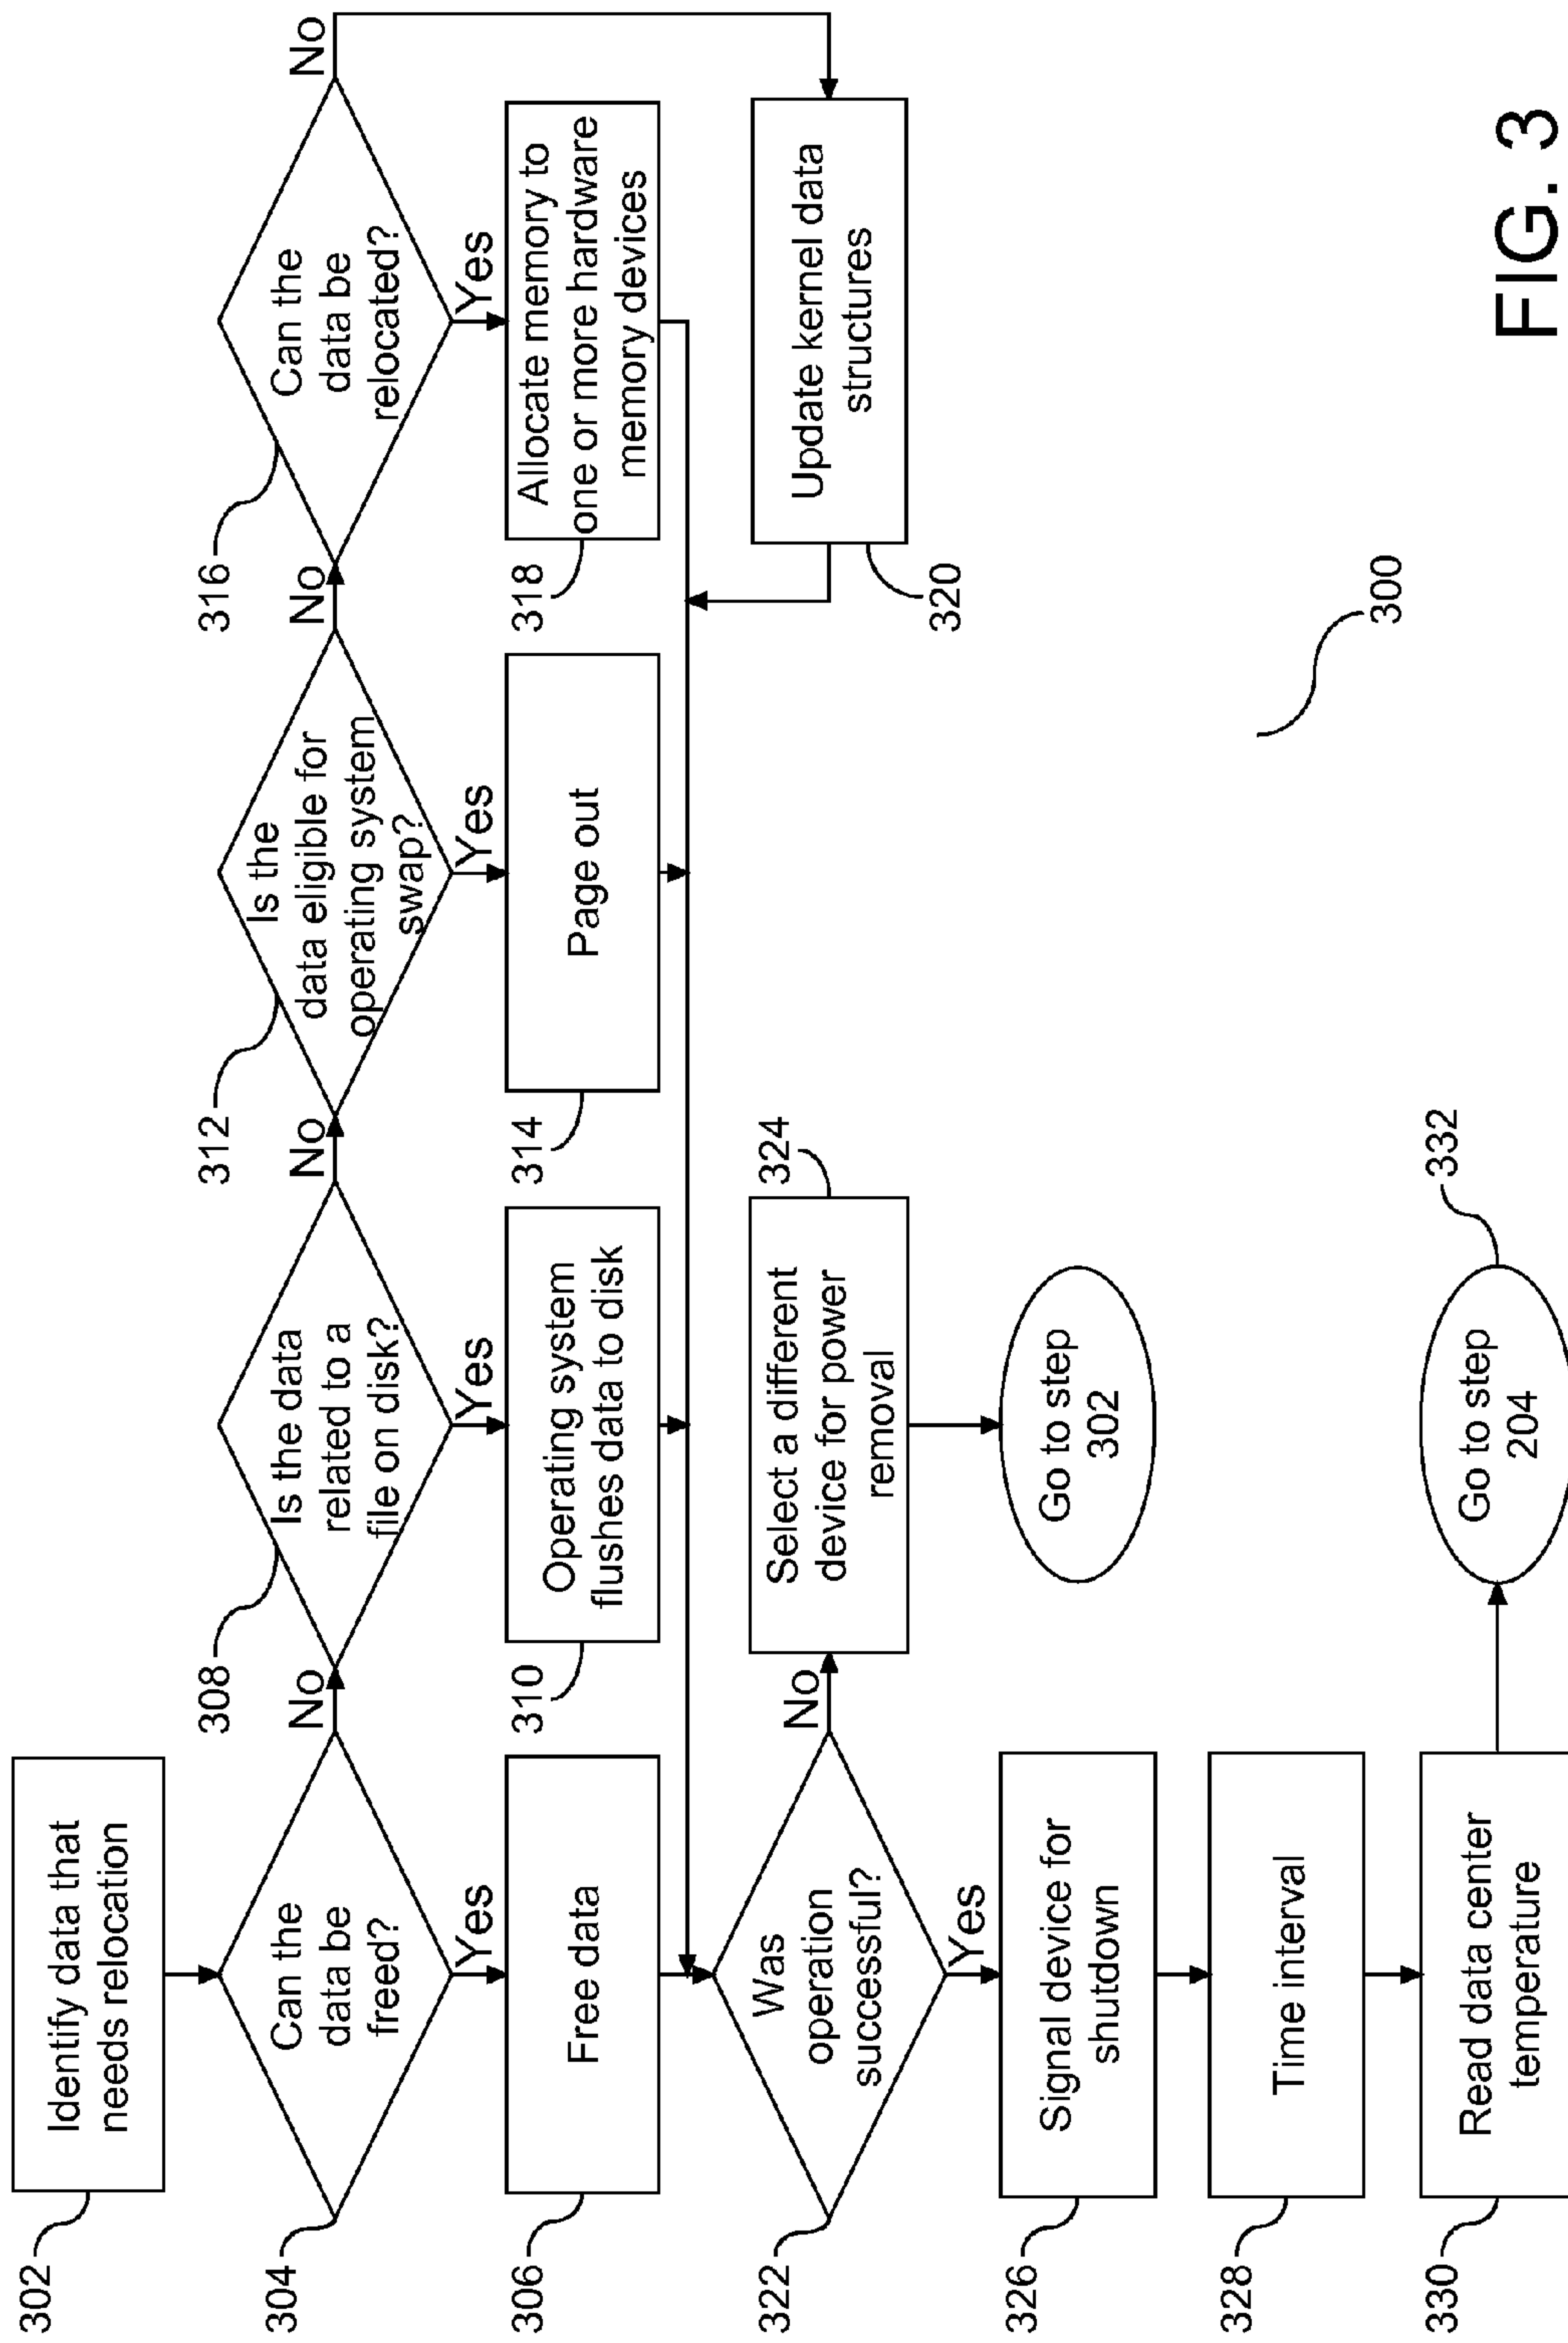 302
Identify data that
needs relocation
304
Can the
data be
freed?
No
Yes
308
Is the data
related to a
file on disk?
No
Yes
312
Is the
data eligible for
operating system
swap?
No
Yes
316
Can the
data be
relocated?
No
Yes
306
Free data
310
Operating system
flushes data to disk
314
Page out
318
Allocate memory to
one or more hardware
memory devices
320
Update kernel data
structures
322
Was
operation
successful?
No
Yes
324
Select a different
device for power
removal
Go to step
302
326
Signal device for
shutdown
328
Time interval
330
Read data center
temperature
332
Go to step
204
300
FIG. 3